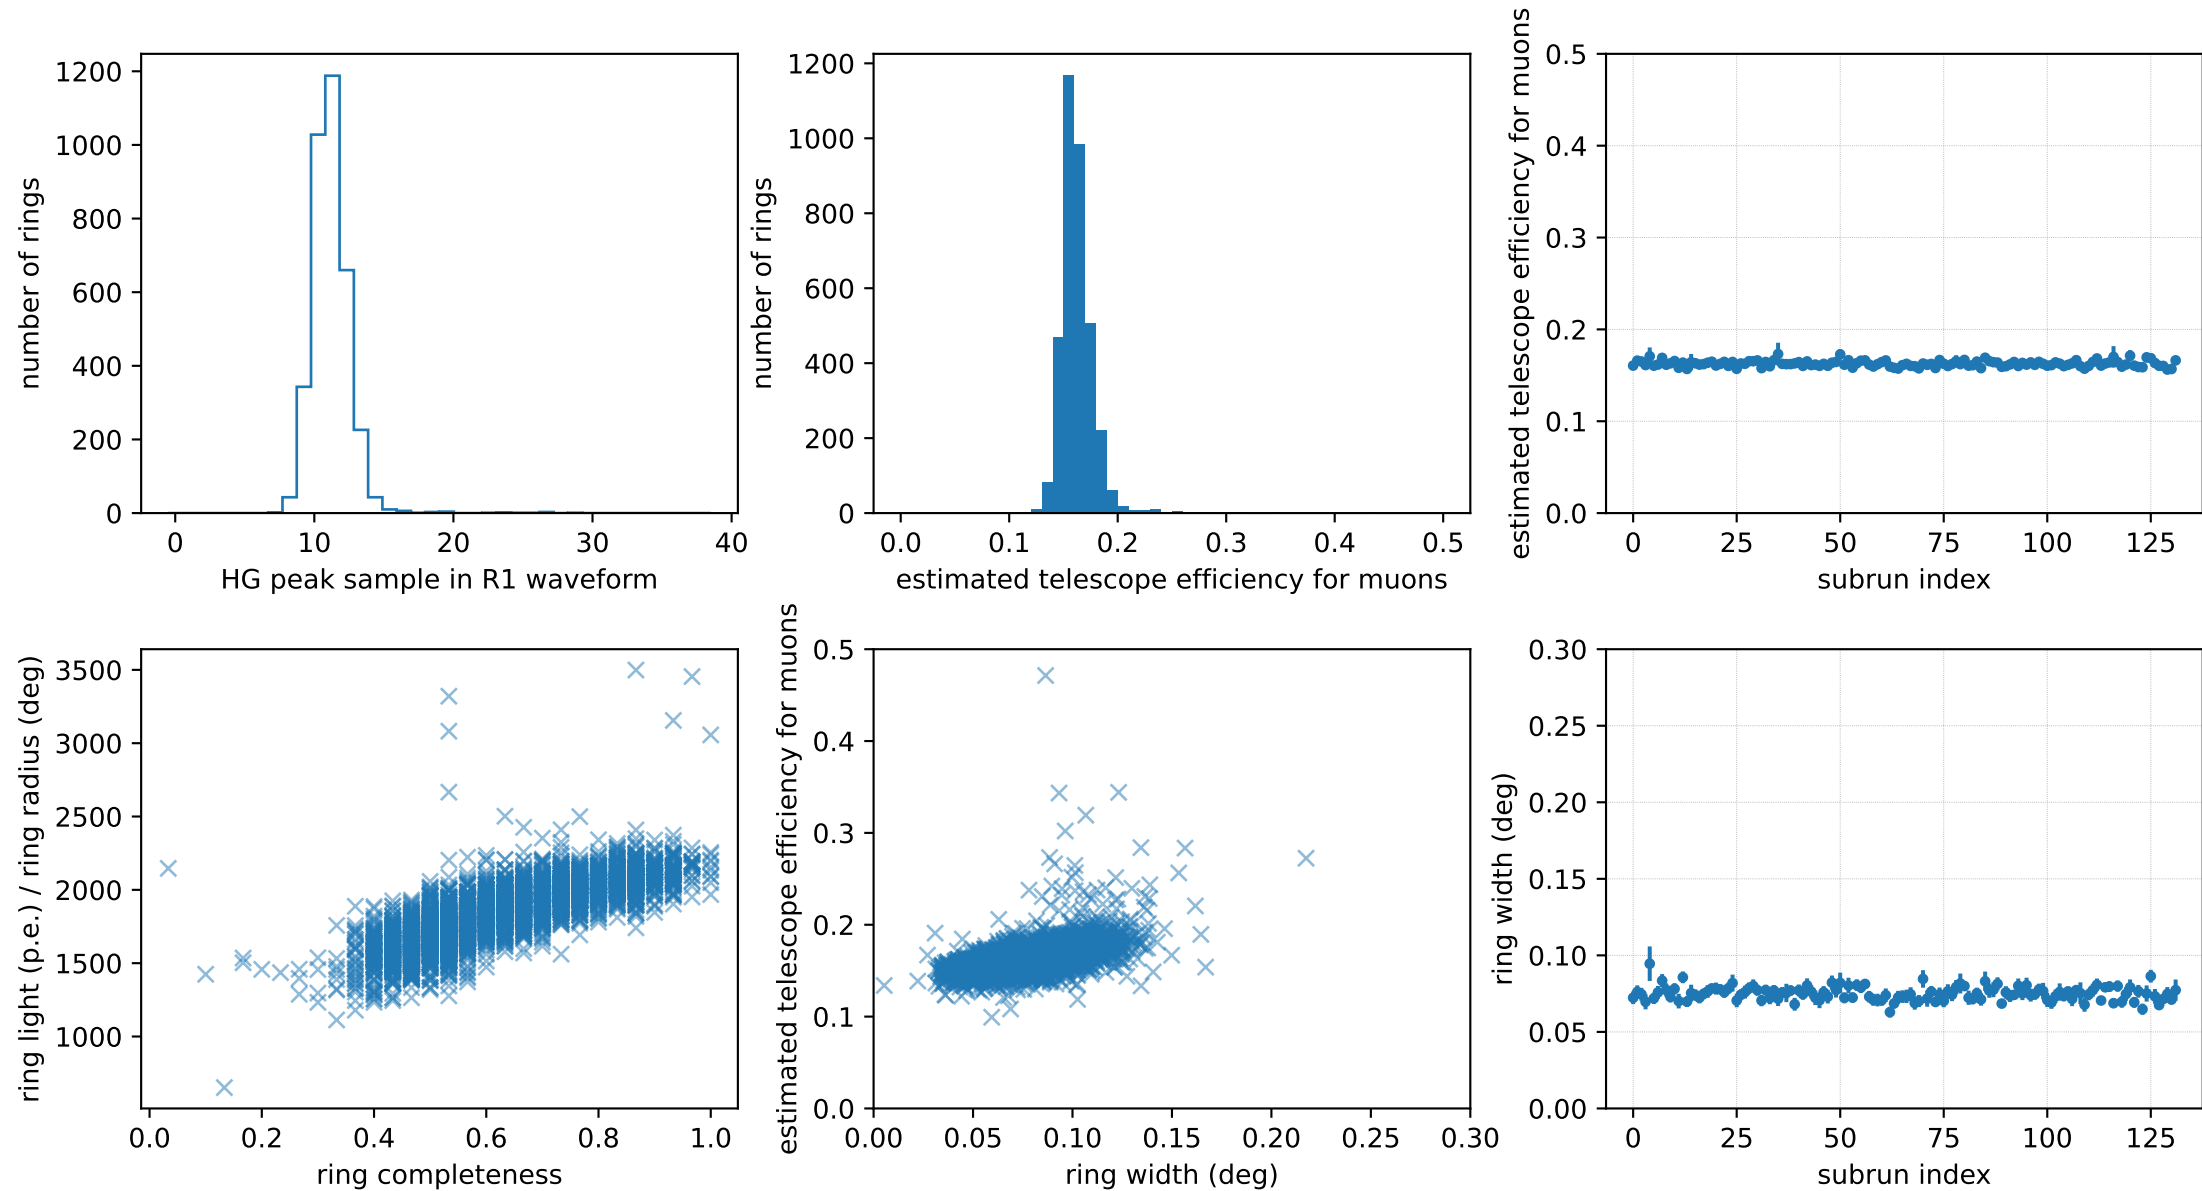 number of rings
1200
1000
800
600
400
200
0
0 10 20 30 40
HG peak sample in R1 waveform
number of rings
1200
1000
800
600
400
200
0
0.0 0.1 0.2 0.3 0.4 0.5
estimated telescope efficiency for muons
estimated telescope efficiency for muons
0.5
0.4
0.3
0.2
0.1
0.0
0 25 50 75 100 125
subrun index
ring light (p.e.) / ring radius (deg)
3500
3000
2500
2000
1500
1000
0.0 0.2 0.4 0.6 0.8 1.0
ring completeness
estimated telescope efficiency for muons
0.5
0.4
0.3
0.2
0.1
0.0
0.00 0.05 0.10 0.15 0.20 0.25 0.30
ring width (deg)
ring width (deg)
0.30
0.25
0.20
0.15
0.10
0.05
0.00
0 25 50 75 100 125
subrun index